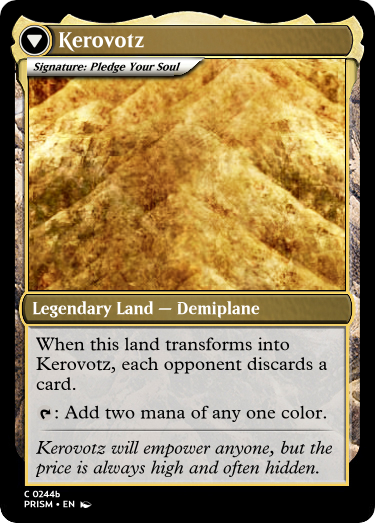 Kerovotz
Signature: Pledge Your Soul
Legendary Land — Demiplane
When this land transforms into
Kerovotz, each opponent discards a
card.
: Add two mana of any one color.
Kerovotz will empower anyone, but the
price is always high and often hidden.
C 0244b
PRISM • EN